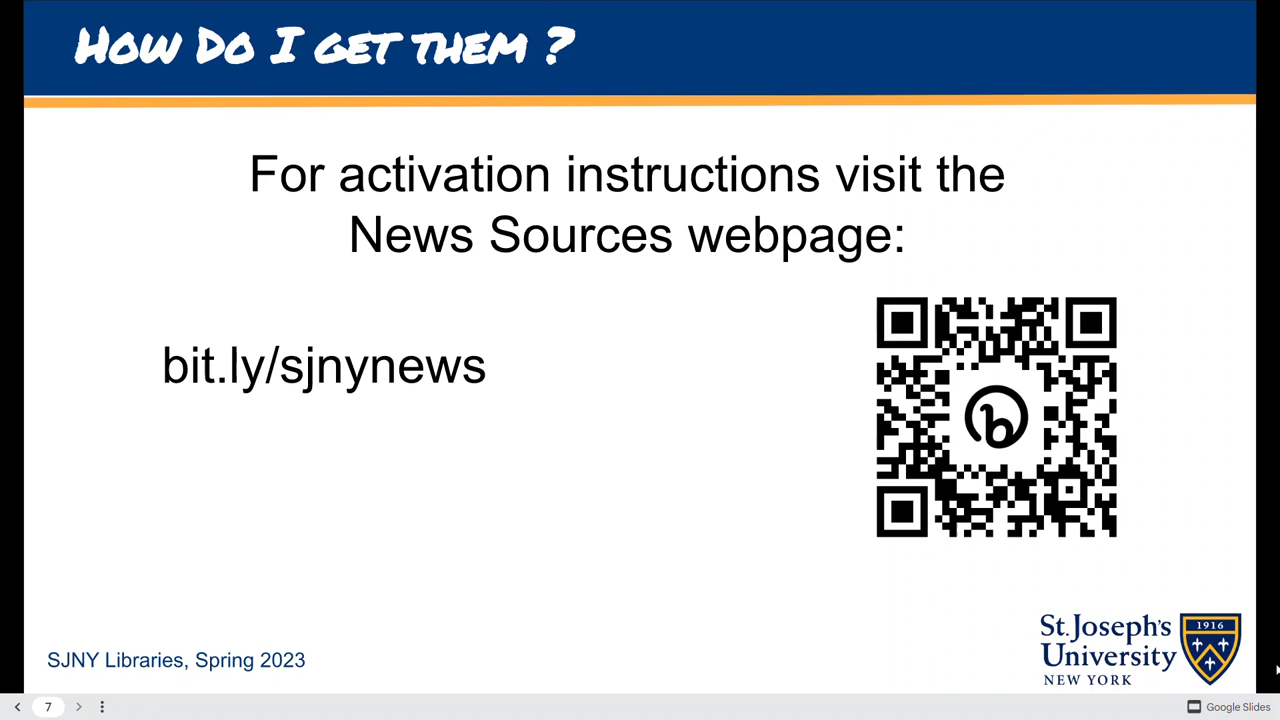 How Do I get them ?
For activation instructions visit the
News Sources webpage:
bit.ly/sjnynews
b
SJNY Libraries, Spring 2023
St. Joseph's
University
NEW YORK
1916
7
Google Slides